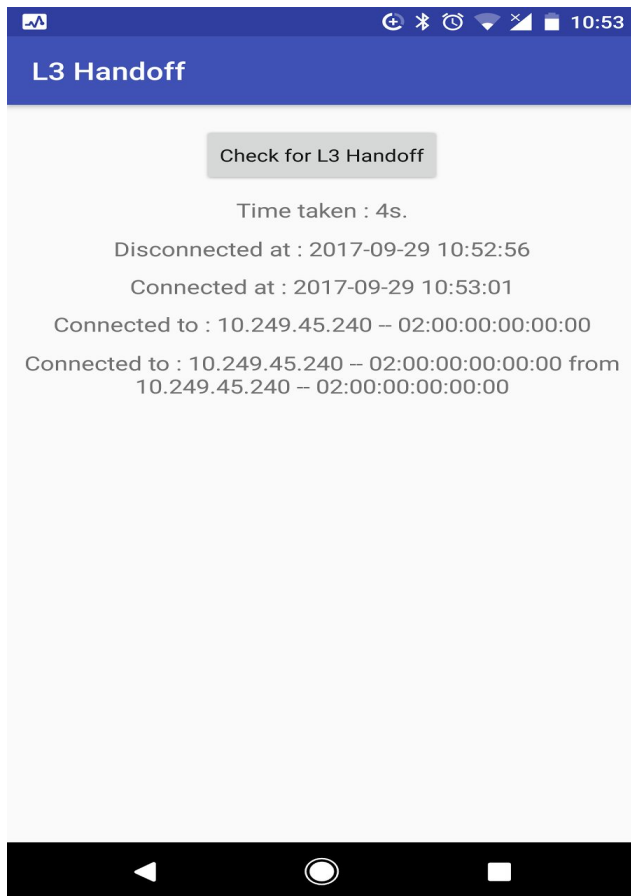 10:53
L3 Handoff
Check for L3 Handoff
Time taken : 4s.
Disconnected at : 2017-09-29 10:52:56
Connected at : 2017-09-29 10:53:01
Connected to : 10.249.45.240 -- 02:00:00:00:00:00
Connected to : 10.249.45.240 -- 02:00:00:00:00:00 from
10.249.45.240 -- 02:00:00:00:00:00